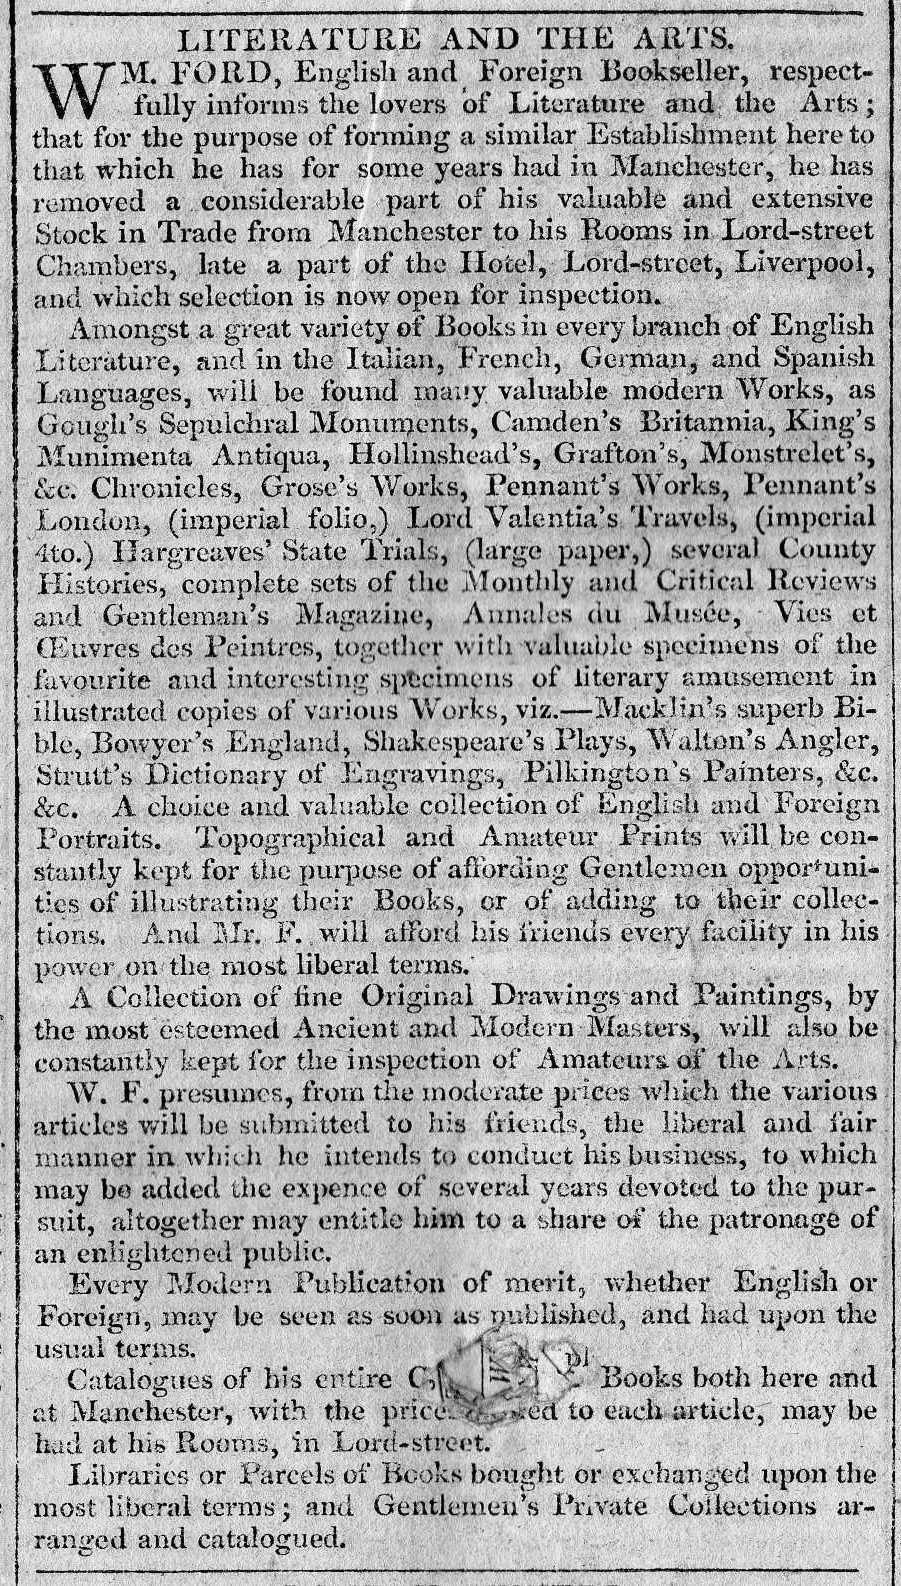 LITERATURE AND THE ARTS.
WM. FORD, English and Foreign Bookseller, respect-
fully informs the lovers of Literature and the Arts;
that for the purpose of forming a similar Establishment here to
that which he has for some years had in Manchester, he has
removed a considerable part of his valuable and extensive
Stock in Trade from Manchester to his Rooms in Lord-street
Chambers, late a part of the Hotel, Lord-street, Liverpool,
and which selection is now open for inspection.
Amongst a great variety of Books in every branch of English
Literature, and in the Italian, French, German, and Spanish
Languages, will be found many valuable modern Works, as
Gough's Sepulchral Monuments, Camden's Britannia, King's
Munimenta Antiqua, Hollinshead's, Grafton's, Monstrelet's,
&c. Chronicles, Grose's Works, Pennant's Works, Pennant's
London, (imperial folio,) Lord Valentia's Travels, (imperial
4to.) Hargreaves' State Trials, (large paper,) several County
Histories, complete sets of the Monthly and Critical Reviews
and Gentleman's Magazine, Annales du Musée, Vies et
Œuvres des Peintres, together with valuable specimens of the
favourite and interesting specimens of literary amusement in
illustrated copies of various Works, viz.—Macklin's superb Bi-
ble, Bowyer's England, Shakespeare's Plays, Walton's Angler,
Strutt's Dictionary of Engravings, Pilkington's Painters, &c.
&c. A choice and valuable collection of English and Foreign
Portraits. Topographical and Amateur Prints will be con-
stantly kept for the purpose of affording Gentlemen opportuni-
ties of illustrating their Books, or of adding to their collec-
tions. And Mr. F. will afford his friends every facility in his
power on the most liberal terms.
A Collection of fine Original Drawings and Paintings, by
the most esteemed Ancient and Modern Masters, will also be
constantly kept for the inspection of Amateurs of the Arts.
W. F. presumes, from the moderate prices which the various
articles will be submitted to his friends, the liberal and fair
manner in which he intends to conduct his business, to which
may be added the expence of several years devoted to the pur-
suit, altogether may entitle him to a share of the patronage of
an enlightened public.
Every Modern Publication of merit, whether English or
Foreign, may be seen as soon as published, and had upon the
usual terms.
Catalogues of his entire Books both here and
at Manchester, with the to each article, may be
had at his Rooms, in Lord-street.
Libraries or Parcels of Books bought or exchanged upon the
most liberal terms; and Gentlemen's Private Collections ar-
ranged and catalogued.